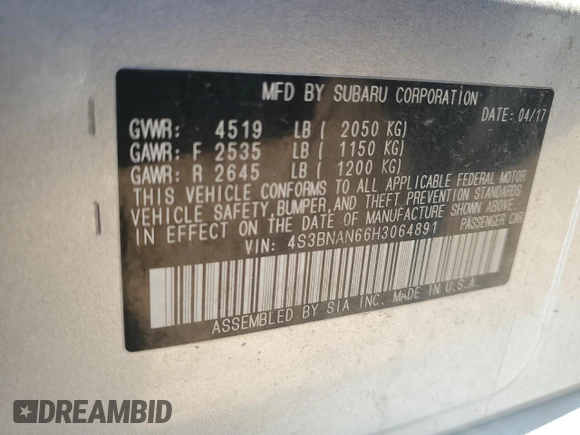 MFD BY SUBARU CORPORATION
DATE: 04/17
GVWR: 4519 LB ( 2050 KG)
GAWR: F 2535 LB ( 1150 KG)
GAWR: R 2645 LB ( 1200 KG)
THIS VEHICLE CONFORMS TO ALL APPLICABLE FEDERAL MOTOR
VEHICLE SAFETY,BUMPER,AND THEFT PREVENTION STANDARDS
IN EFFECT ON THE DATE OF MANUFACTURE SHOWN ABOVE.
VIN: 4S3BNAN66H3064891 PASSENGER CAR
ASSEMBLED BY SIA INC. MADE IN U.S.A.
DREAMBID